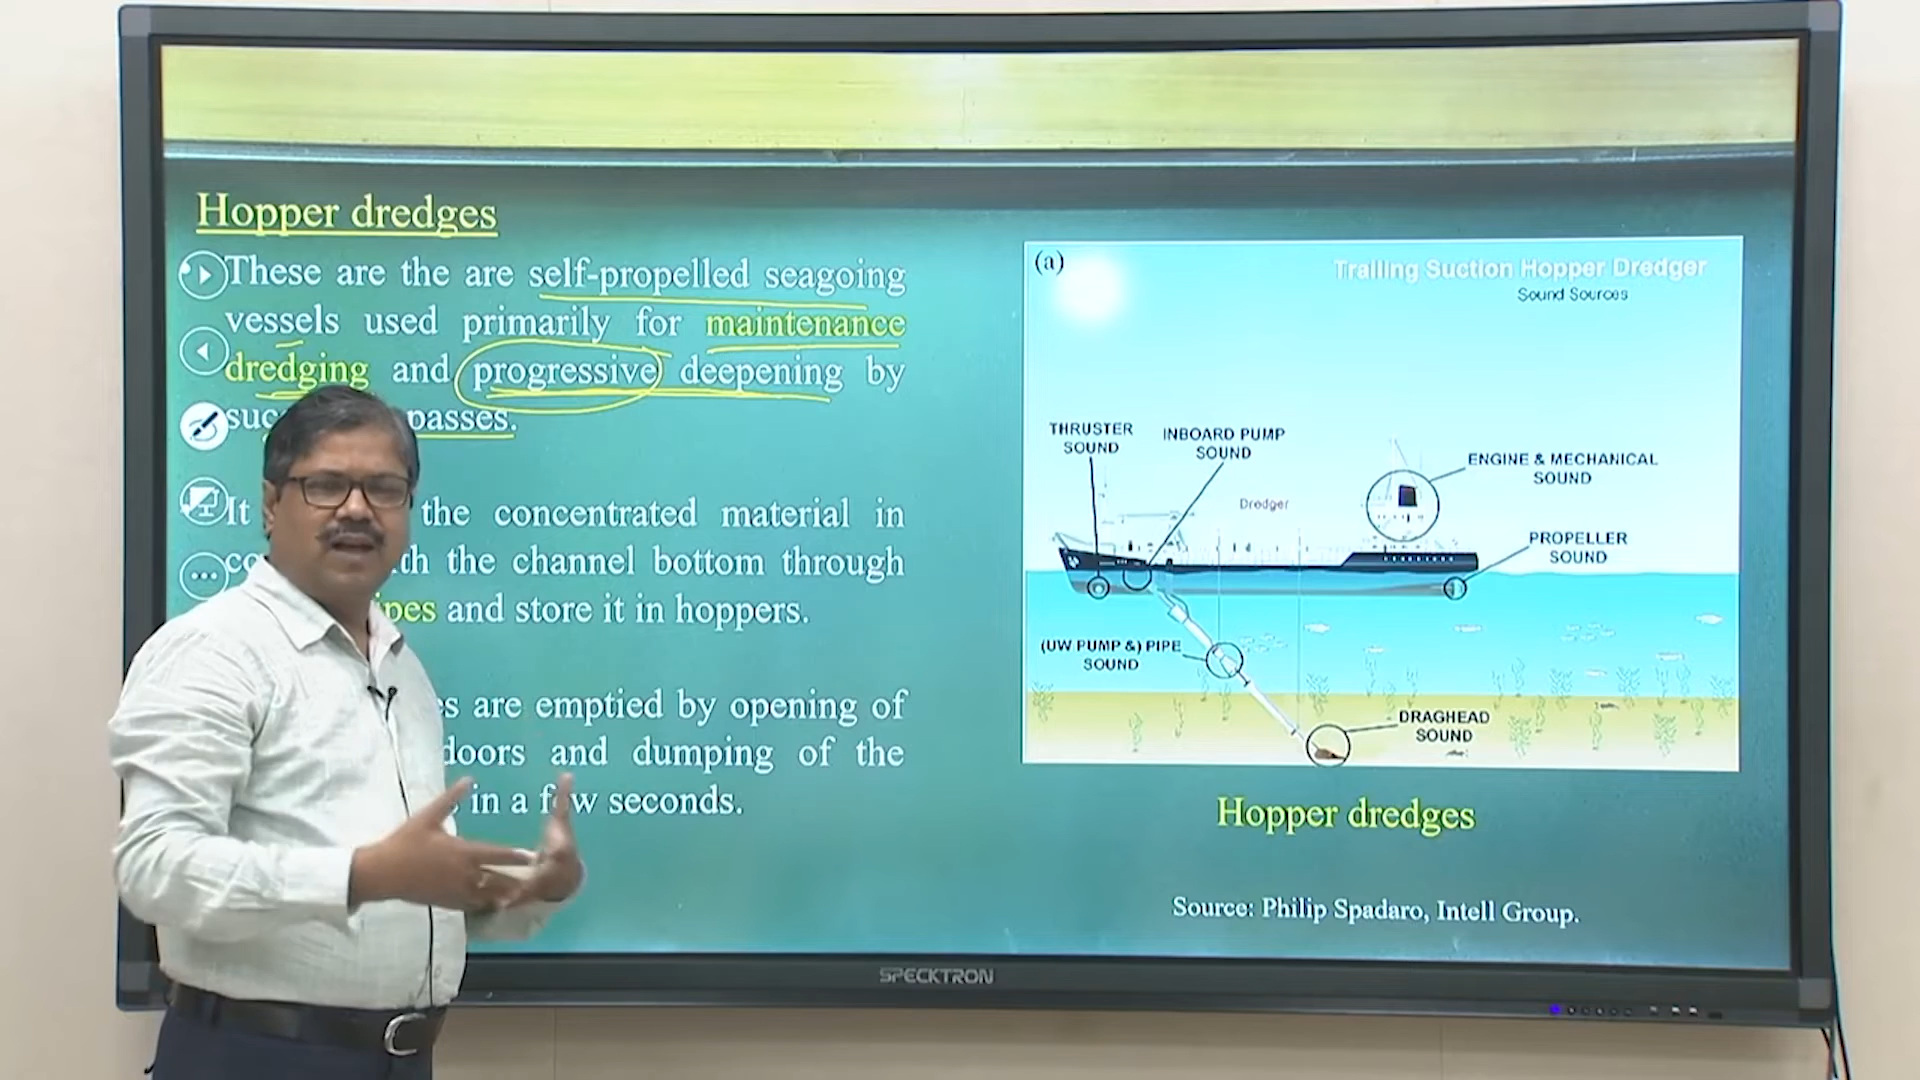 Hopper dredges
These are the are self-propelled seagoing
vessels used primarily for maintenance
dredging and progressive deepening by
passes.
It the concentrated material in
the channel bottom through
and store it in hoppers.
are emptied by opening of
doors and dumping of the
in a few seconds.
(a)
Trailing Suction Hopper Dredger
Sound Sources
THRUSTER
SOUND
INBOARD PUMP
SOUND
ENGINE & MECHANICAL
SOUND
Dredger
PROPELLER
SOUND
(UW PUMP &) PIPE
SOUND
DRAGHEAD
SOUND
Hopper dredges
Source: Philip Spadaro, Intell Group.
SPECKTRON